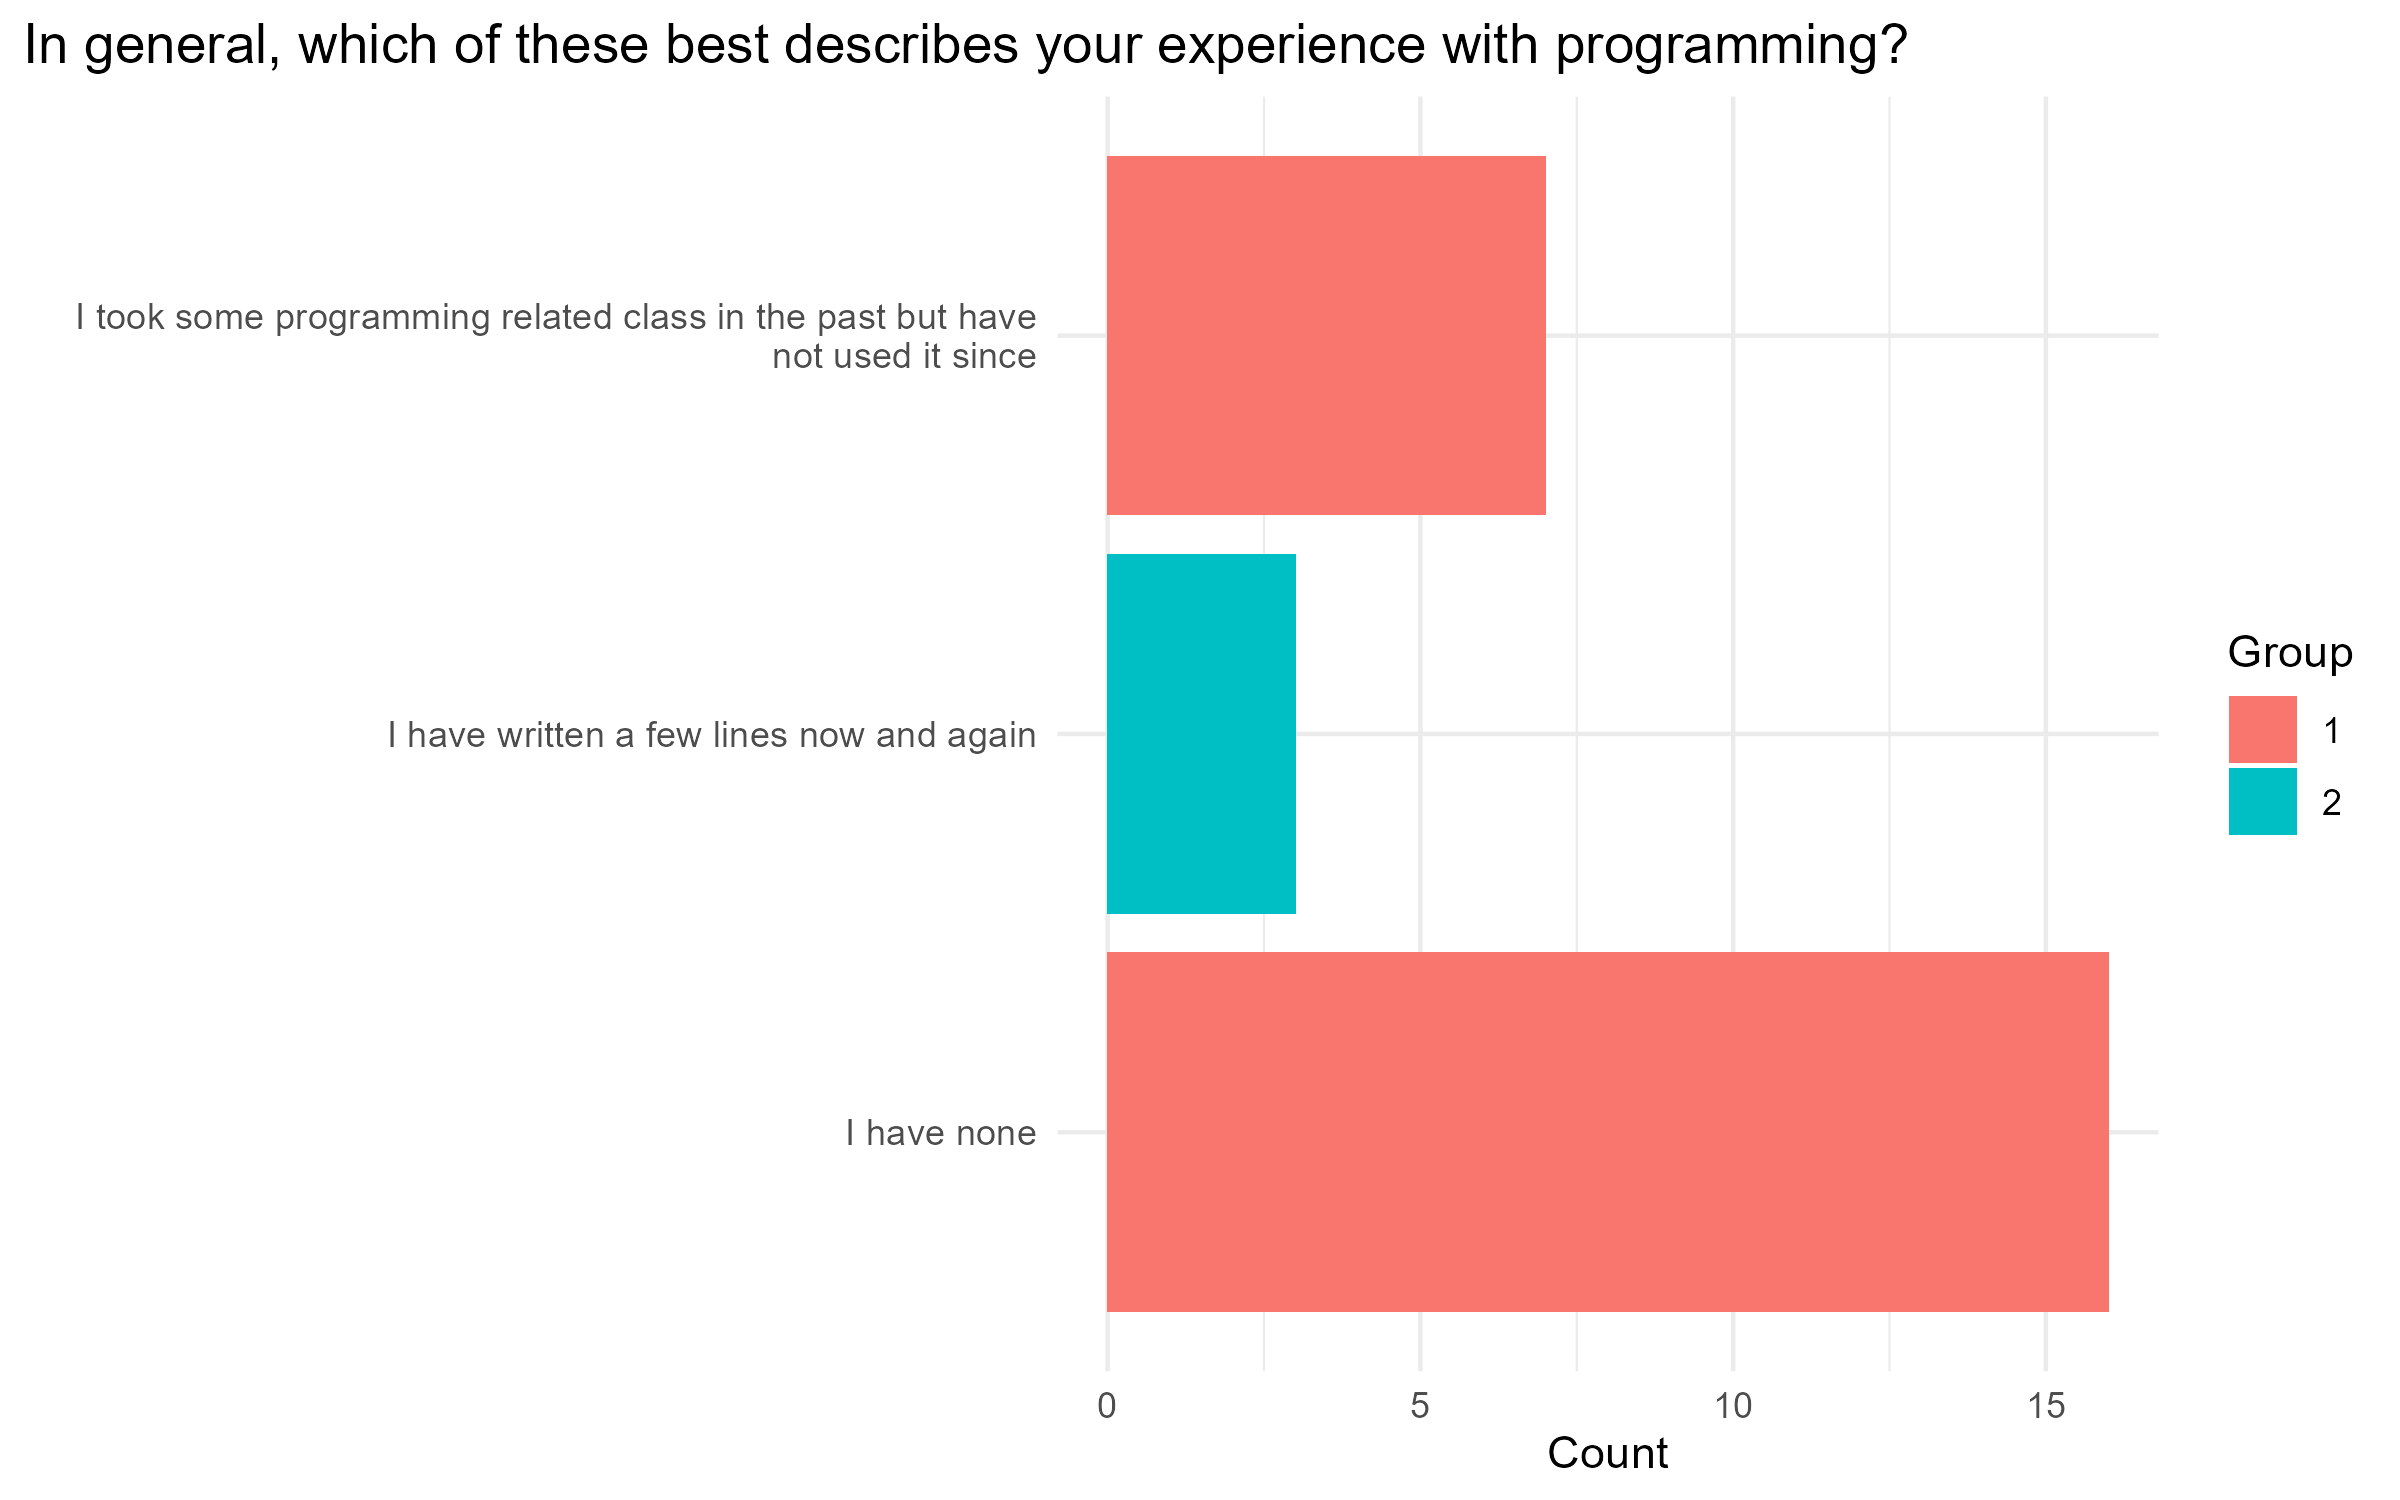 In general, which of these best describes your experience with programming?
I took some programming related class in the past but have
not used it since
I have written a few lines now and again
I have none
0
5
10
15
Count
Group
1
2